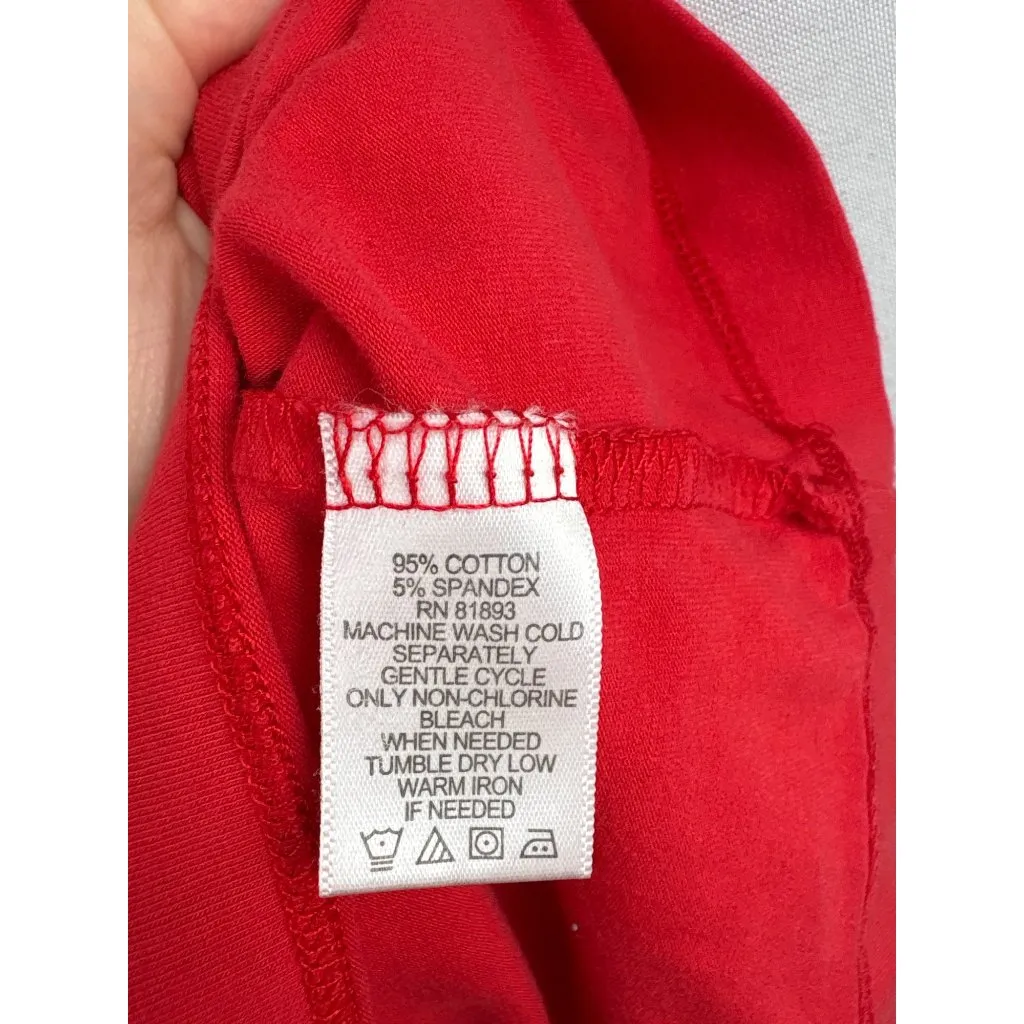 95% COTTON
5% SPANDEX
RN 81893
MACHINE WASH COLD
SEPARATELY
GENTLE CYCLE
ONLY NON-CHLORINE
BLEACH
WHEN NEEDED
TUMBLE DRY LOW
WARM IRON
IF NEEDED